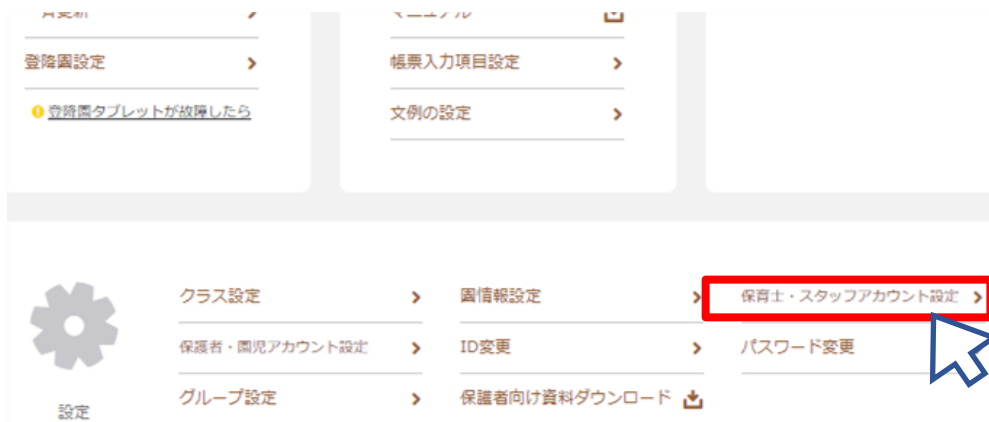 登降園設定
登降園タブレットが故障したら
マニュアル
帳票入力項目設定
文例の設定
設定
クラス設定
園情報設定
保育士・スタッフアカウント設定
保護者・園児アカウント設定
ID変更
パスワード変更
グループ設定
保護者向け資料ダウンロード